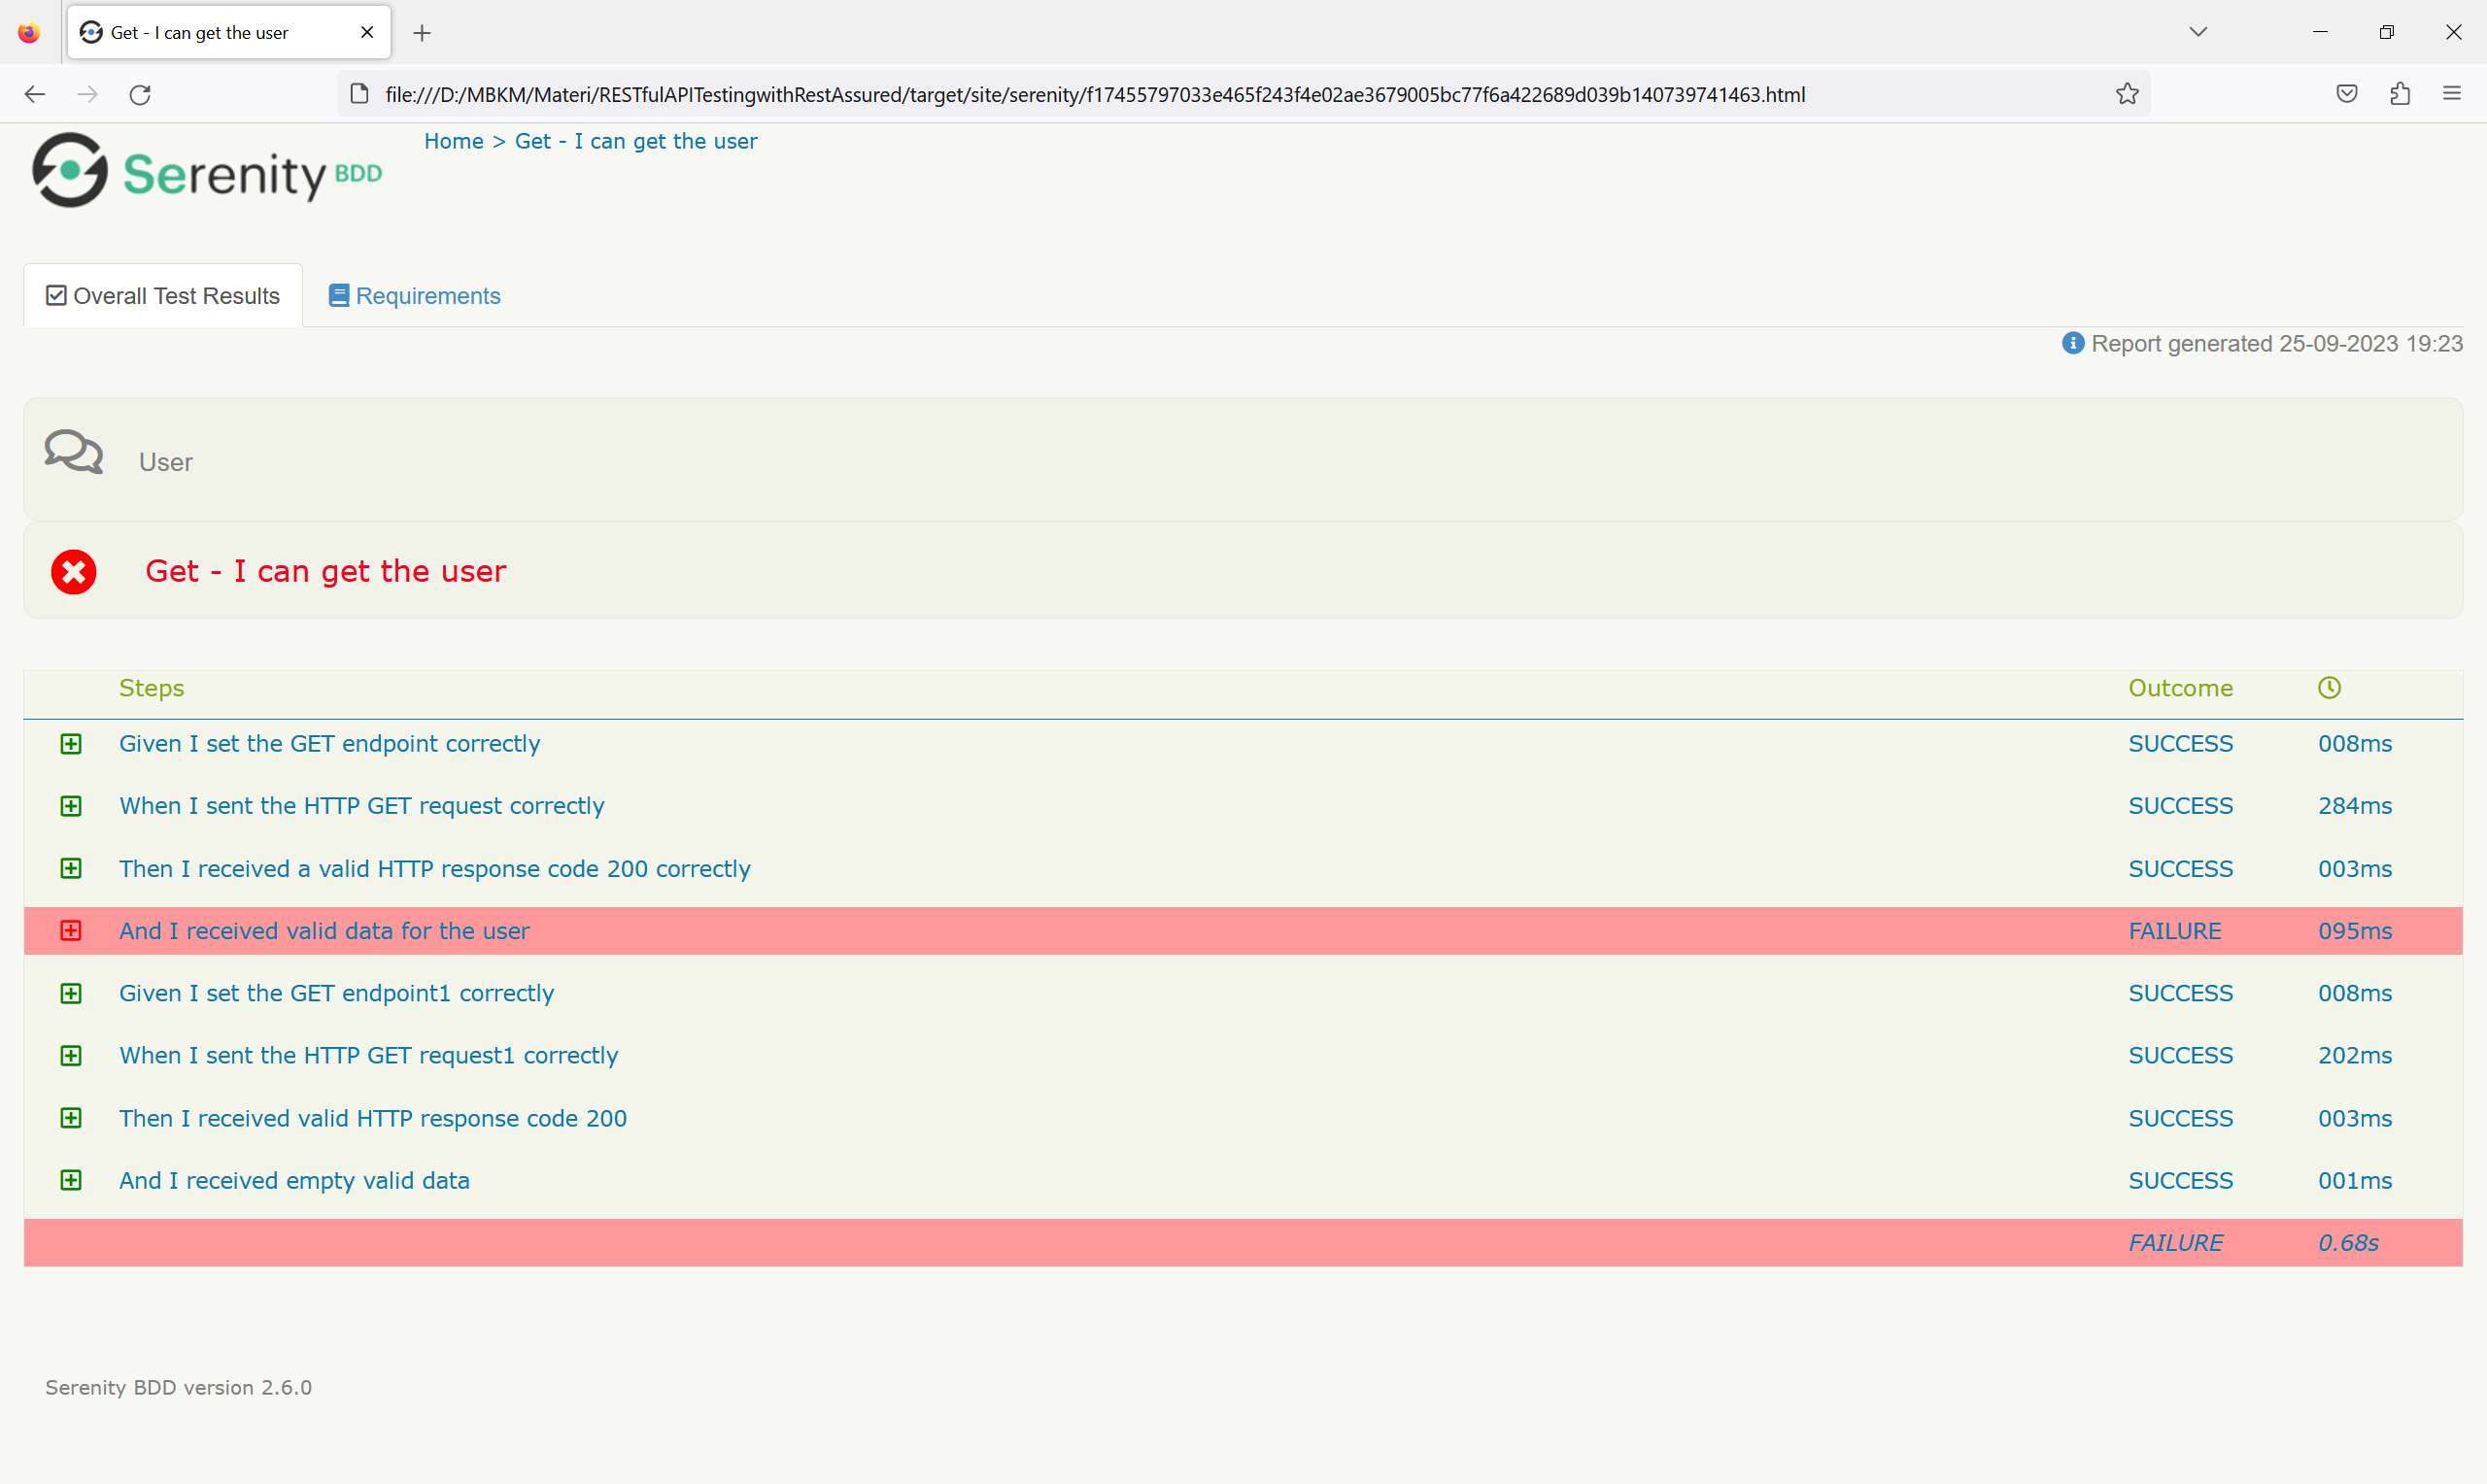 Get - I can get the user
file:///D:/MBKM/Materi/RESTfulAPITestingwithRestAssured/target/site/serenity/f17455797033e465f243f4e02ae3679005bc77f6a422689d039b140739741463.html
Serenity BDD
Home > Get - I can get the user
Overall Test Results
Requirements
Report generated 25-09-2023 19:23
User
Get - I can get the user
Steps Outcome
Given I set the GET endpoint correctly SUCCESS 008ms
When I sent the HTTP GET request correctly SUCCESS 284ms
Then I received a valid HTTP response code 200 correctly SUCCESS 003ms
And I received valid data for the user FAILURE 095ms
Given I set the GET endpoint1 correctly SUCCESS 008ms
When I sent the HTTP GET request1 correctly SUCCESS 202ms
Then I received valid HTTP response code 200 SUCCESS 003ms
And I received empty valid data SUCCESS 001ms
FAILURE 0.68s
Serenity BDD version 2.6.0